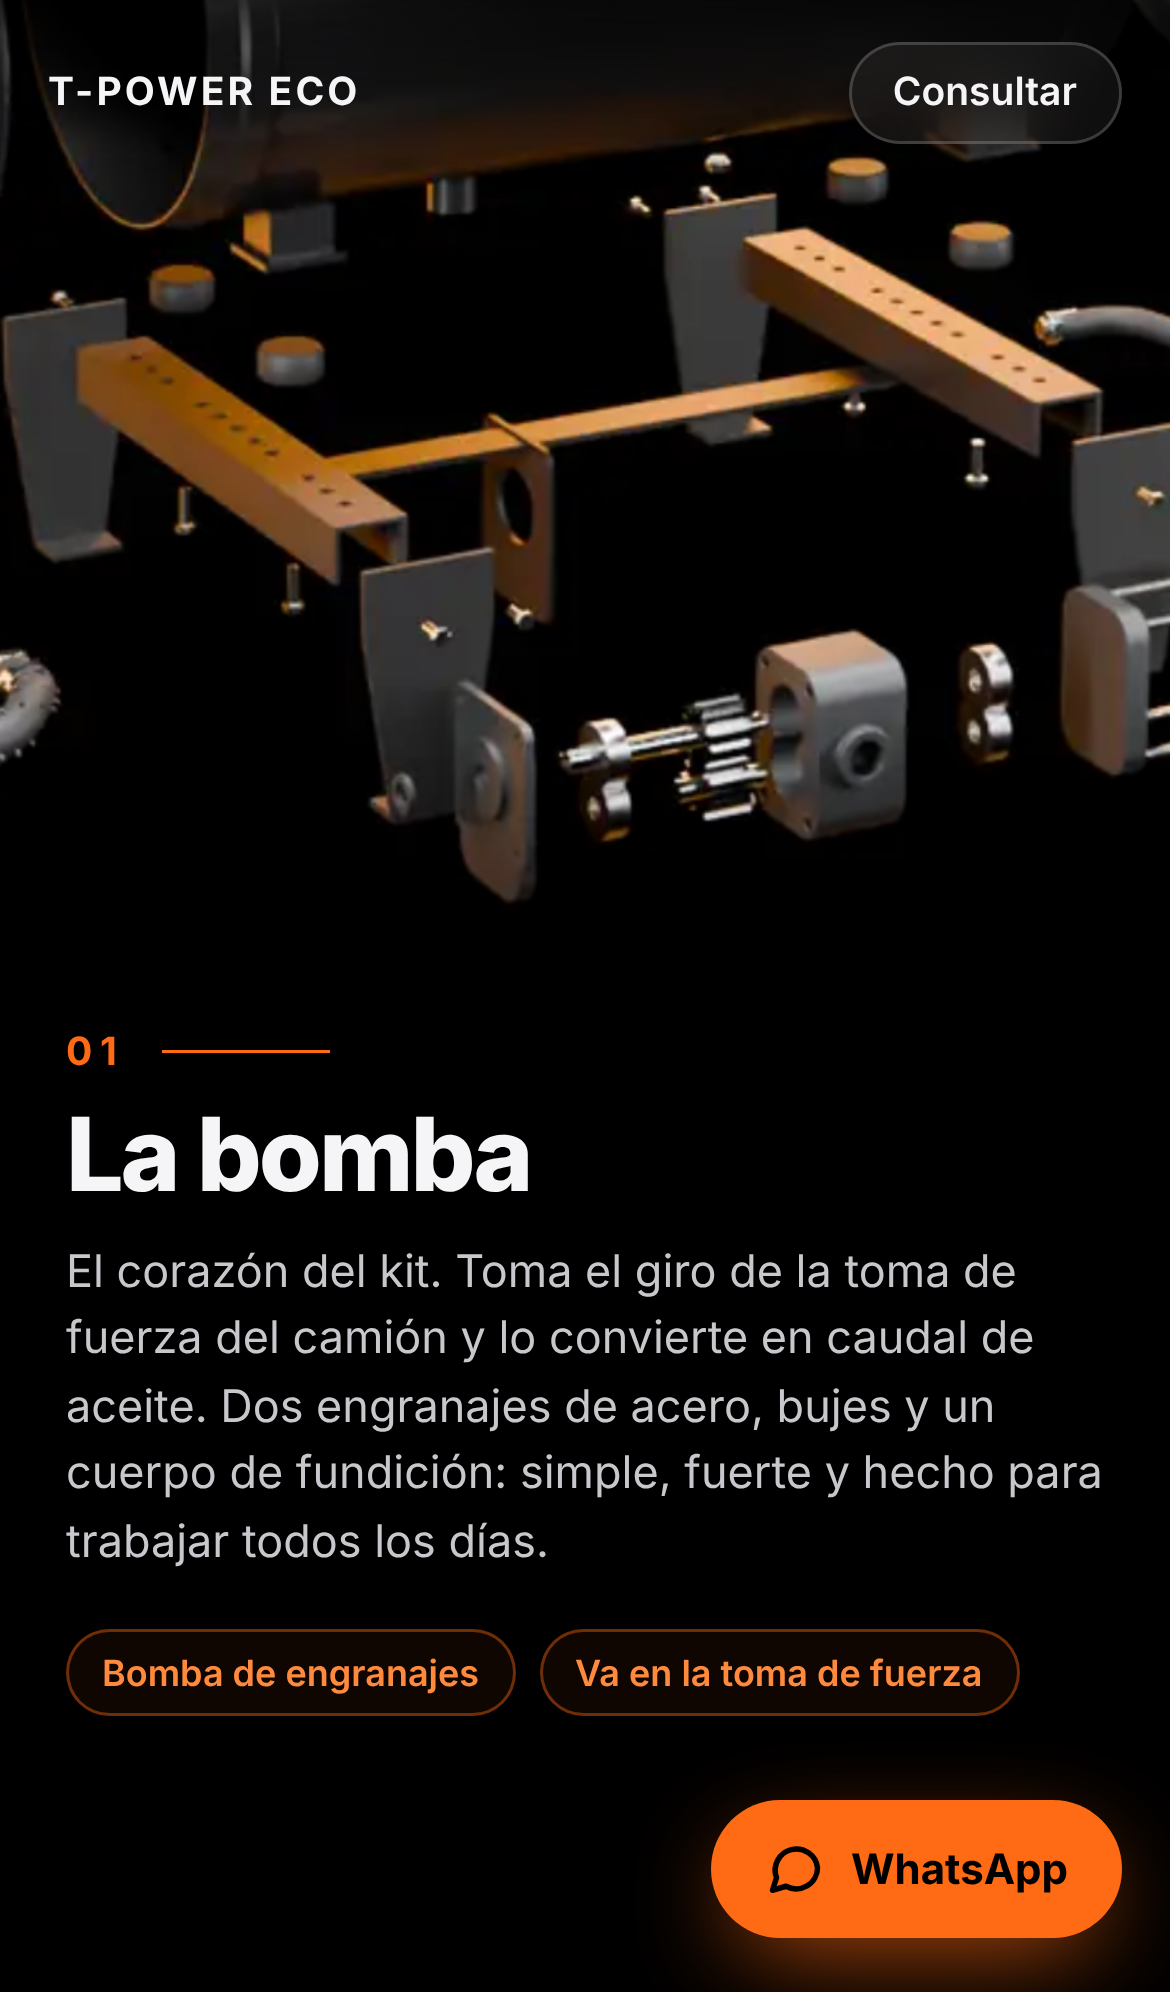 T-POWER ECO
Consultar
01
La bomba
El corazón del kit. Toma el giro de la toma de
fuerza del camión y lo convierte en caudal de
aceite. Dos engranajes de acero, bujes y un
cuerpo de fundición: simple, fuerte y hecho para
trabajar todos los días.
Bomba de engranajes
Va en la toma de fuerza
WhatsApp